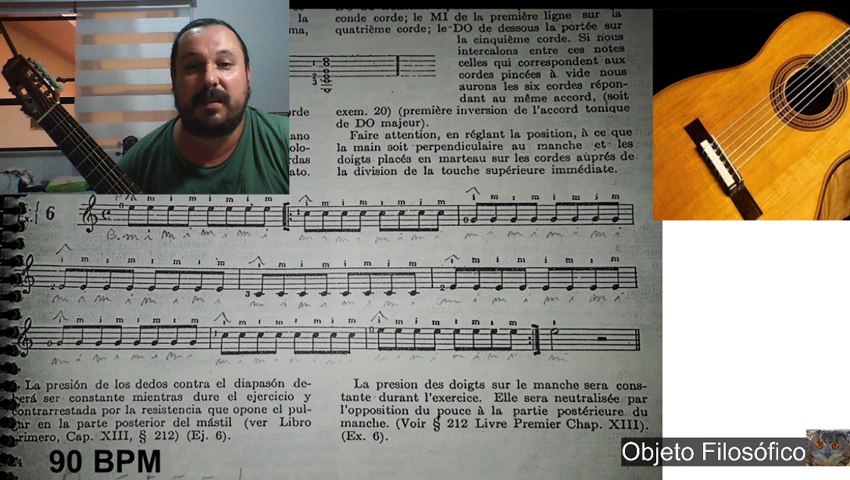 conde corde; le MI de la première ligne sur la
quatrième corde; le DO de dessous la portée sur
la cinquième corde. Si nous
intercalons entre ces notes
celles qui correspondent aux
cordes pincées à vide nous
aurons les six cordes répon-
dant au même accord, (soit
exem. 20) (première inversion de l'accord tonique
de DO majeur).
Faire attention, en réglant la position, à ce que
la main soit perpendiculaire au manche et les
doigts placés en marteau sur les cordes aùprés de
la division de la touche supérieure immédiate.
6
i m i m i m i m
i m i m i m i m
i m i m i m i m
i m i m i m i m
i m i m i m i m
i m i m i m i m
i m i m i m i m
i m i m i m i m
i m i m i m i m
La presión de los dedos contra el diapasón de-
erá ser constante mientras dure el ejercicio y
contrarrestada por la resistencia que opone el pul-
ar en la parte posterior del mástil (ver Libro
rimero, Cap. XIII, § 212) (Ej. 6).
La presion des doigts sur le manche sera cons-
tante durant l'exercice. Elle sera neutralisée par
l'opposition du pouce à la partie postérieure du
manche. (Voir § 212 Livre Premier Chap. XIII).
(Ex. 6).
90 BPM
Objeto Filosófico